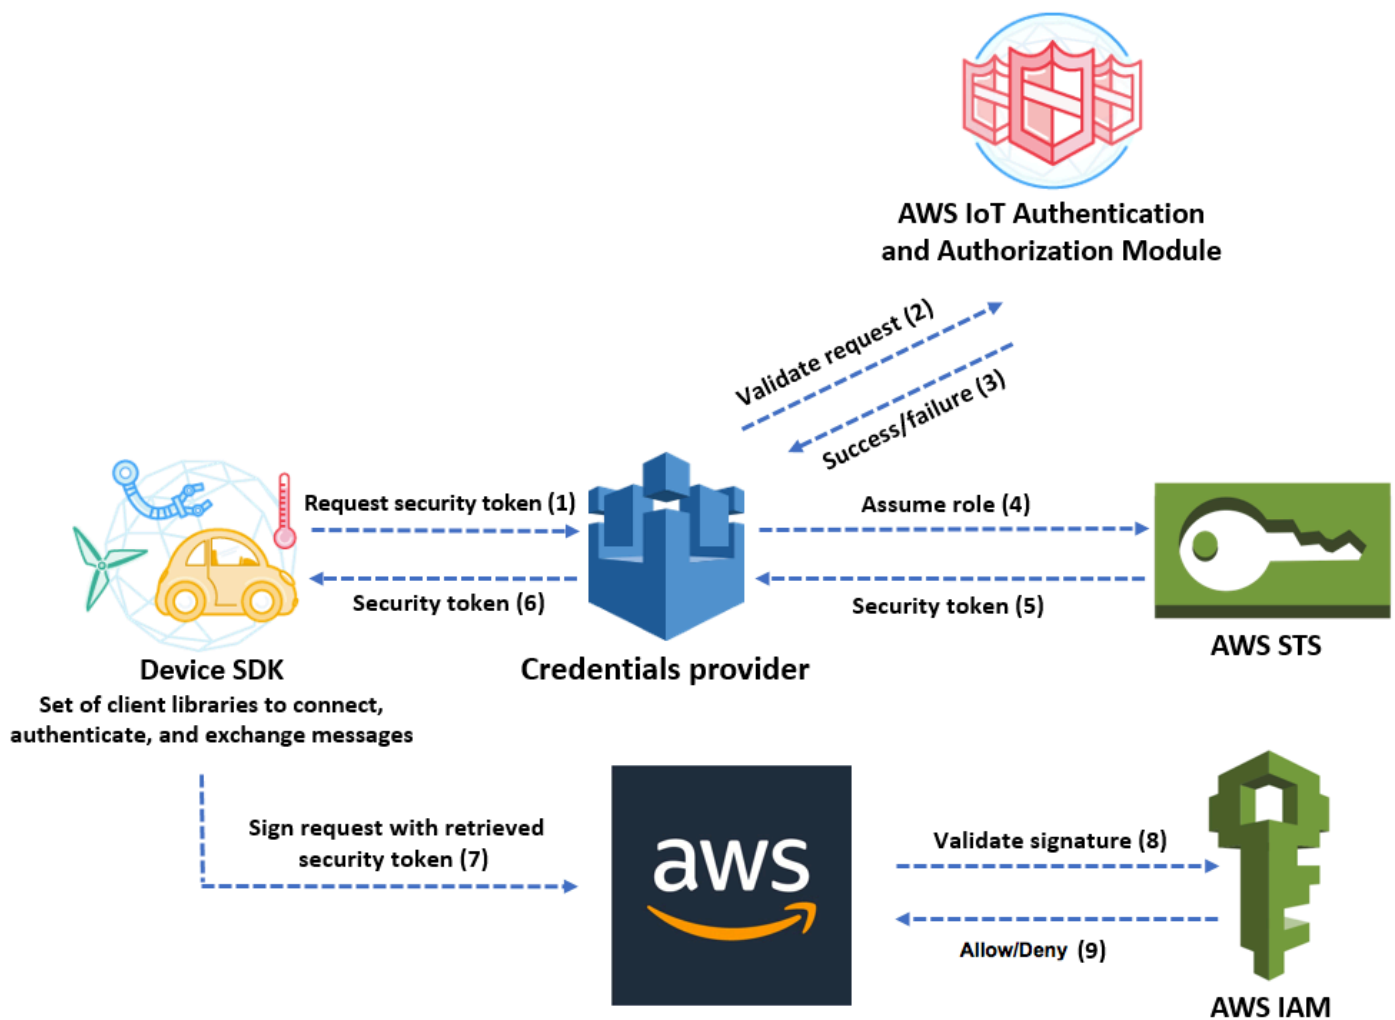 AWS IoT Authentication
and Authorization Module
Validate request (2)
Success/failure (3)
Request security token (1)
Assume role (4)
Security token (6)
Security token (5)
AWS STS
Device SDK
Credentials provider
Set of client libraries to connect,
authenticate, and exchange messages
Sign request with retrieved
security token (7)
aws
Validate signature (8)
Allow/Deny (9)
AWS IAM